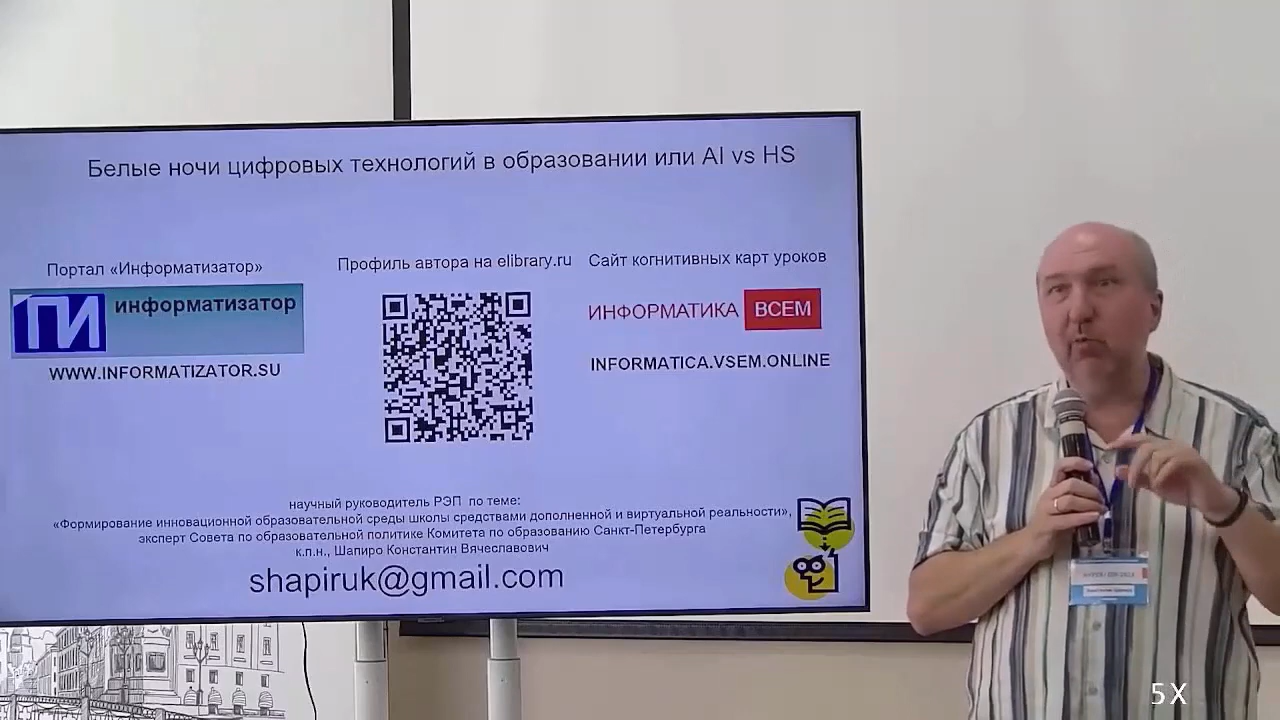 Белые ночи цифровых технологий в образовании или AI vs HS
Портал «Информатизатор»
ПИ информатизатор
WWW.INFORMATIZATOR.SU
Профиль автора на elibrary.ru
Сайт когнитивных карт уроков
ИНФОРМАТИКА ВСЕМ
INFORMATICA.VSEM.ONLINE
научный руководитель РЭП по теме:
«Формирование инновационной образовательной среды школы средствами дополненной и виртуальной реальности»,
эксперт Совета по образовательной политике Комитета по образованию Санкт-Петербурга
к.п.н., Шапиро Константин Вячеславович
shapiruk@gmail.com
5X